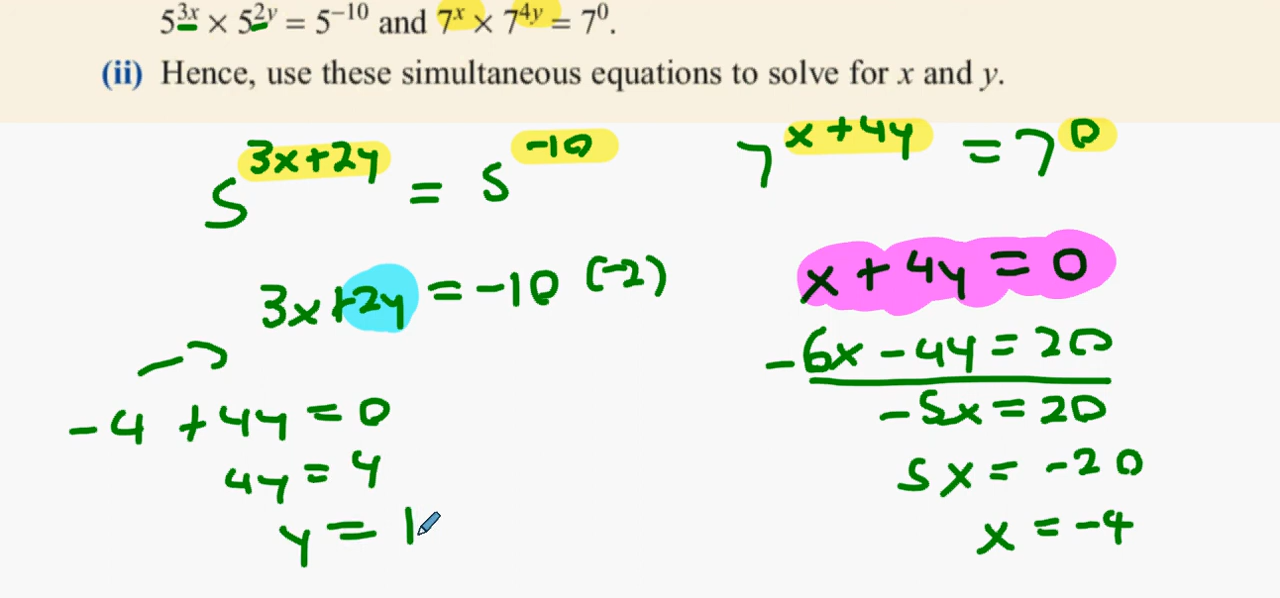 5^{3x} × 5^{2y} = 5^{-10} and 7^x × 7^{4y} = 7^0.
(ii) Hence, use these simultaneous equations to solve for x and y.
5^{3x+2y} = 5^{-10}
3x+2y = -10 (-2)
-4 +4y = 0
4y = 4
y = 1
7^{x+4y} = 7^0
x + 4y = 0
-6x - 4y = 20
-5x = 20
5x = -20
x = -4